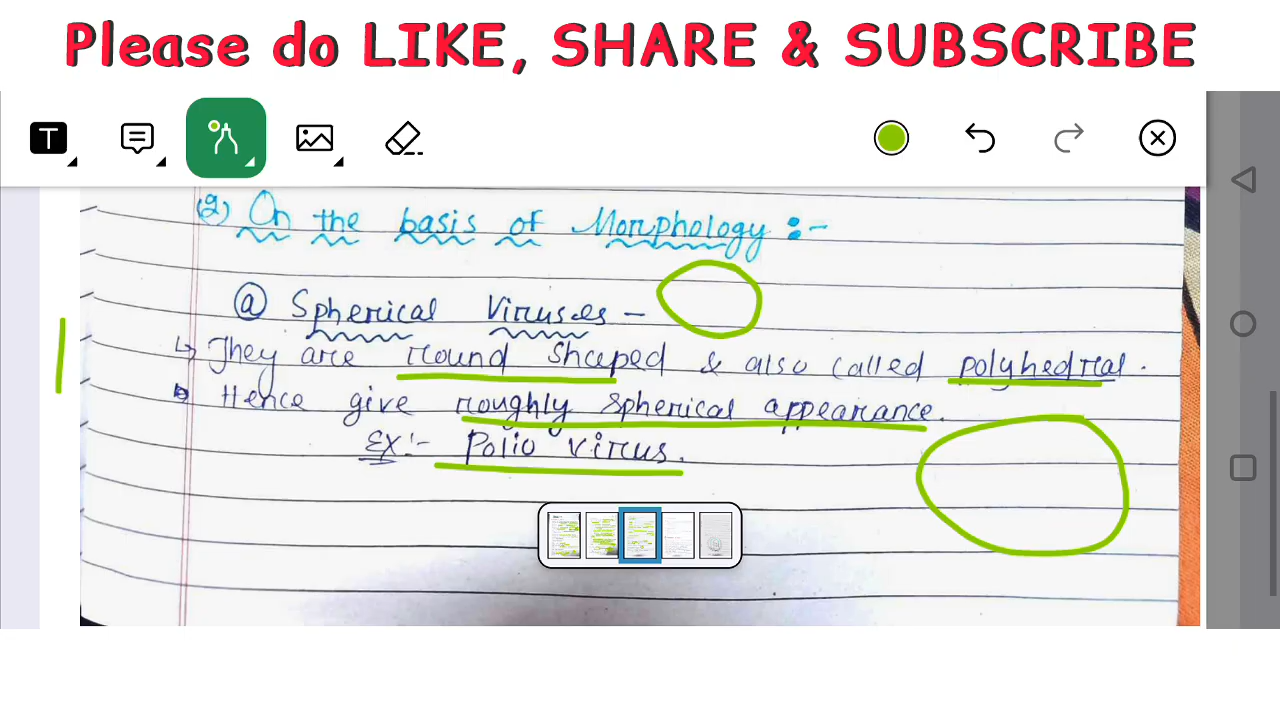 Please do LIKE, SHARE & SUBSCRIBE
T
(2) On the basis of Morphology :-
(a) Spherical Viruses -
↳ They are round shaped & also called polyhedrial.
Hence give roughly spherical appearance.
Ex:- Polio virus.